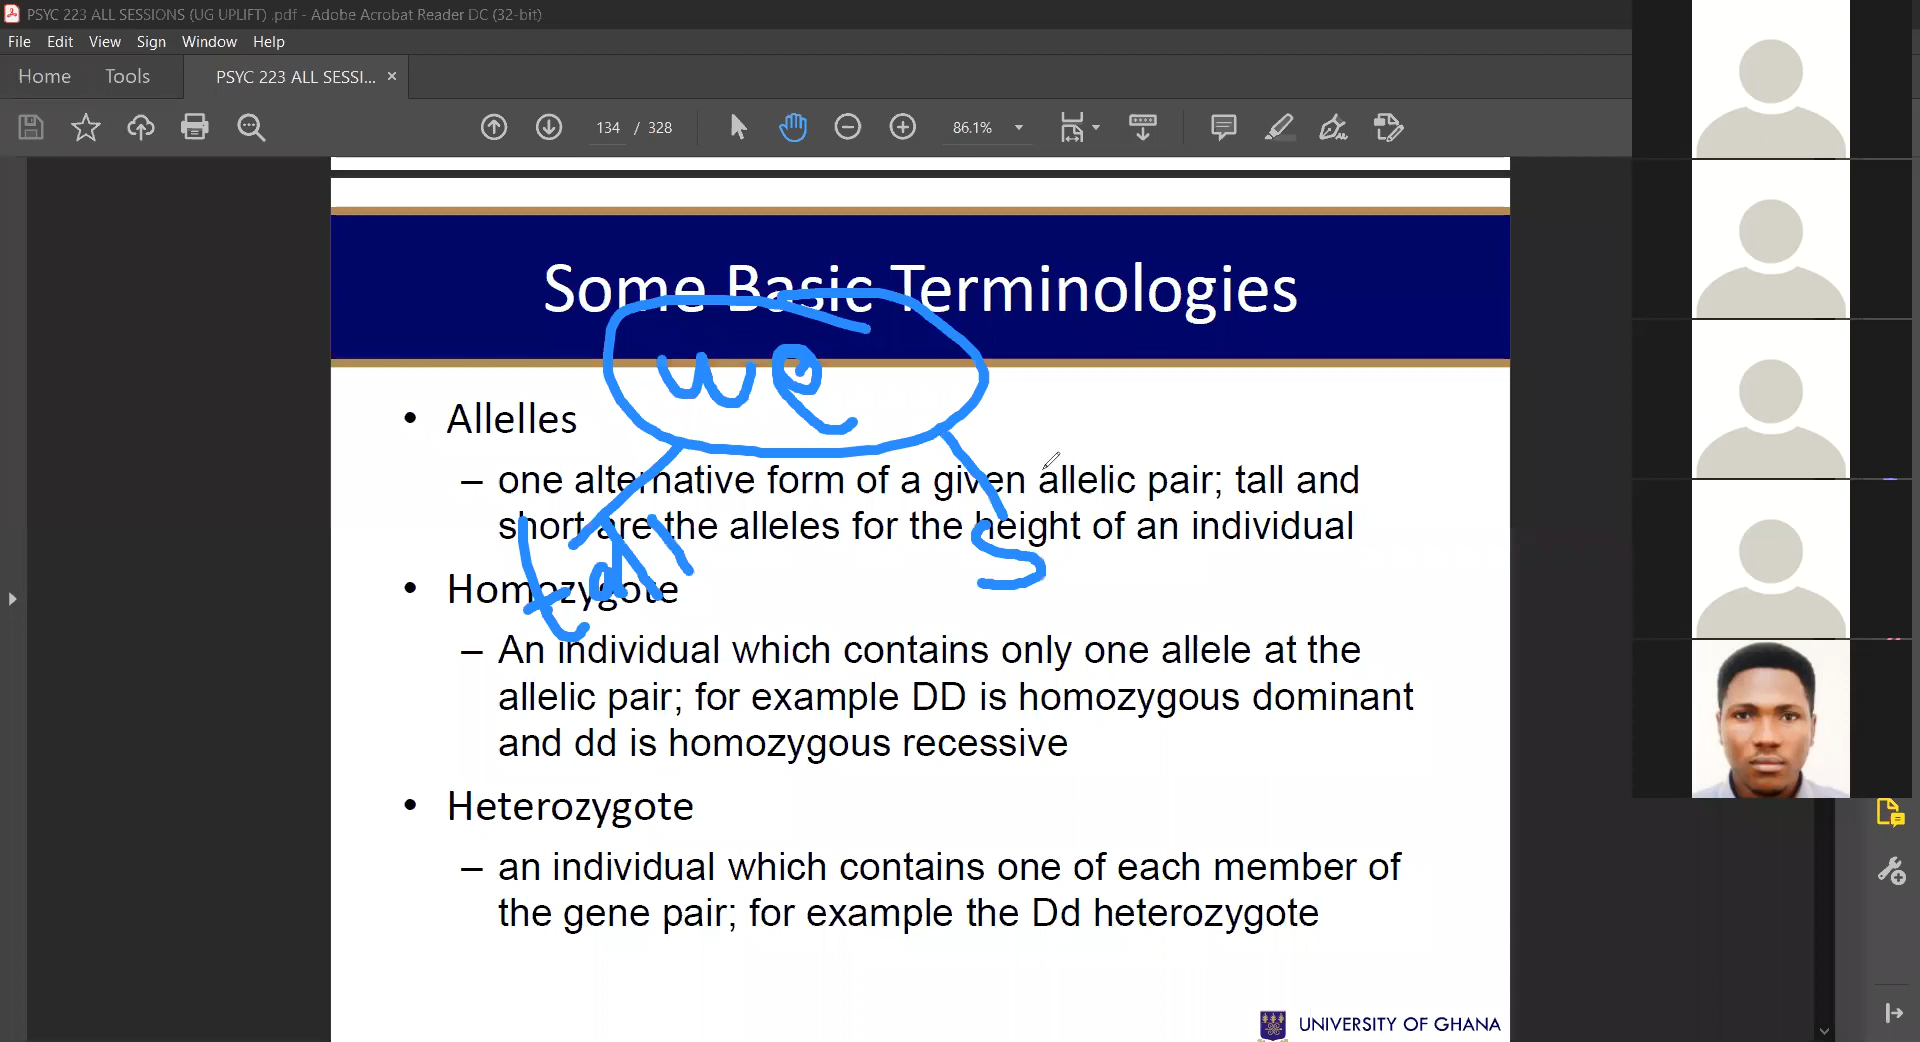 PSYC 223 ALL SESSIONS (UG UPLIFT) .pdf - Adobe Acrobat Reader DC (32-bit)
File Edit View Sign Window Help
Home Tools PSYC 223 ALL SESSI... ×
134 / 328 86.1%
Some Basic Terminologies
we
• Allelles
– one alternative form of a given allelic pair; tall and
short are the alleles for the height of an individual
tall S
• Homozygote
– An individual which contains only one allele at the
allelic pair; for example DD is homozygous dominant
and dd is homozygous recessive
• Heterozygote
– an individual which contains one of each member of
the gene pair; for example the Dd heterozygote
UNIVERSITY OF GHANA